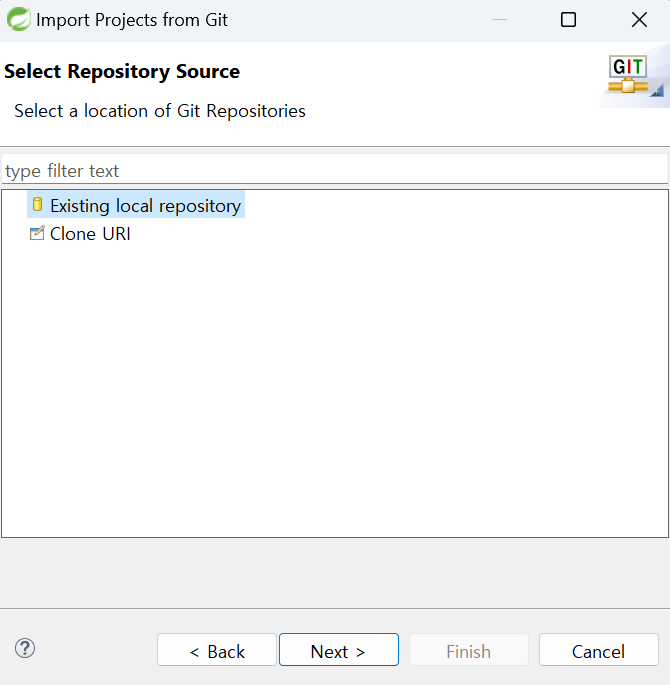 Import Projects from Git
Select Repository Source
Select a location of Git Repositories
GIT
type filter text
Existing local repository
Clone URI
?
< Back
Next >
Finish
Cancel